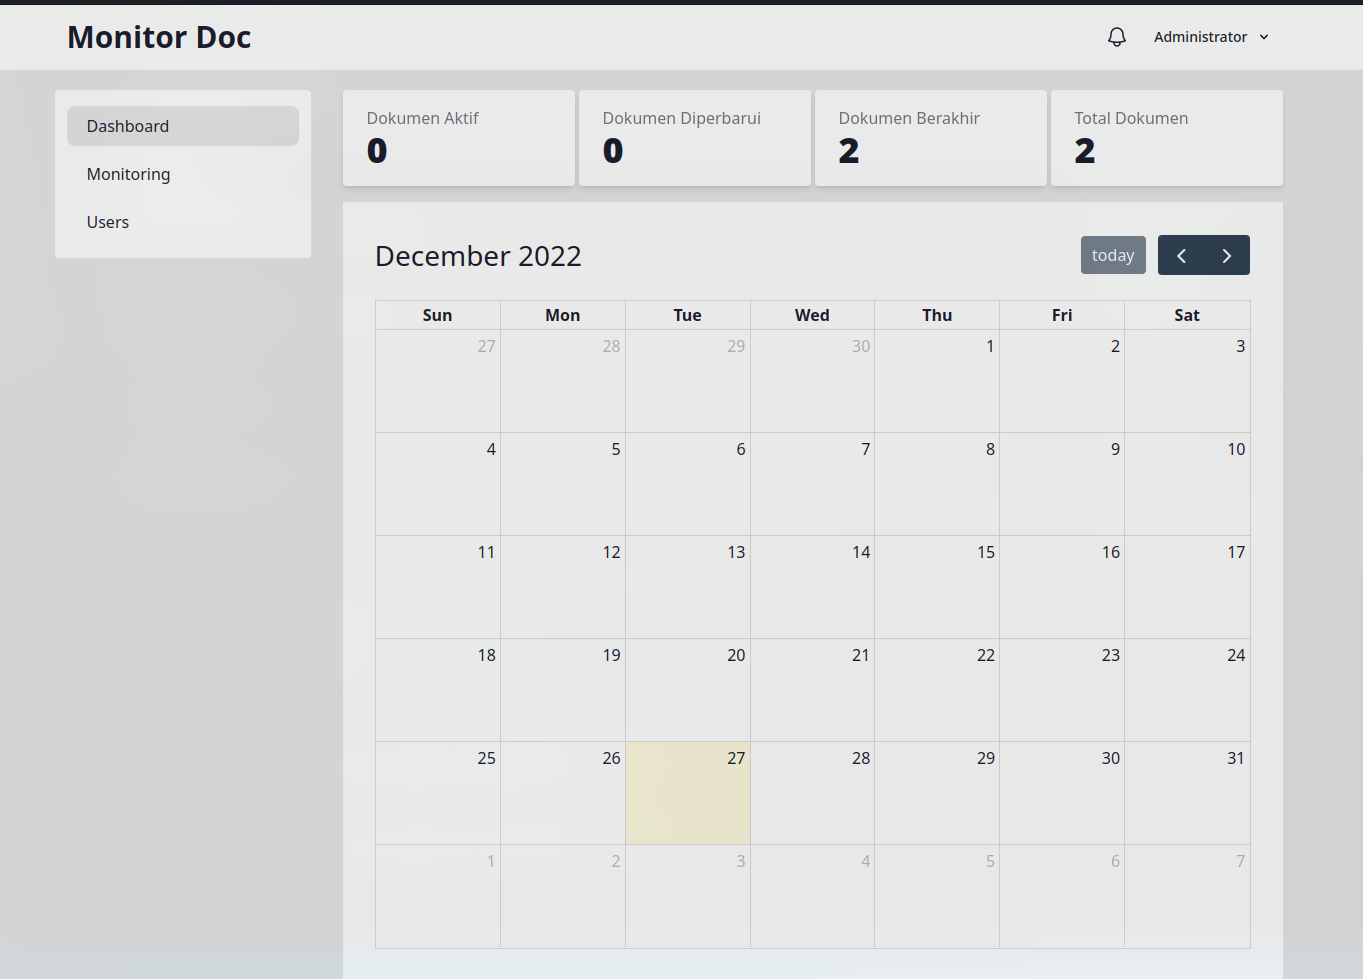 Monitor Doc
Administrator
Dashboard
Monitoring
Users
Dokumen Aktif
0
Dokumen Diperbarui
0
Dokumen Berakhir
2
Total Dokumen
2
December 2022
today
Sun Mon Tue Wed Thu Fri Sat
27 28 29 30 1 2 3
4 5 6 7 8 9 10
11 12 13 14 15 16 17
18 19 20 21 22 23 24
25 26 27 28 29 30 31
1 2 3 4 5 6 7